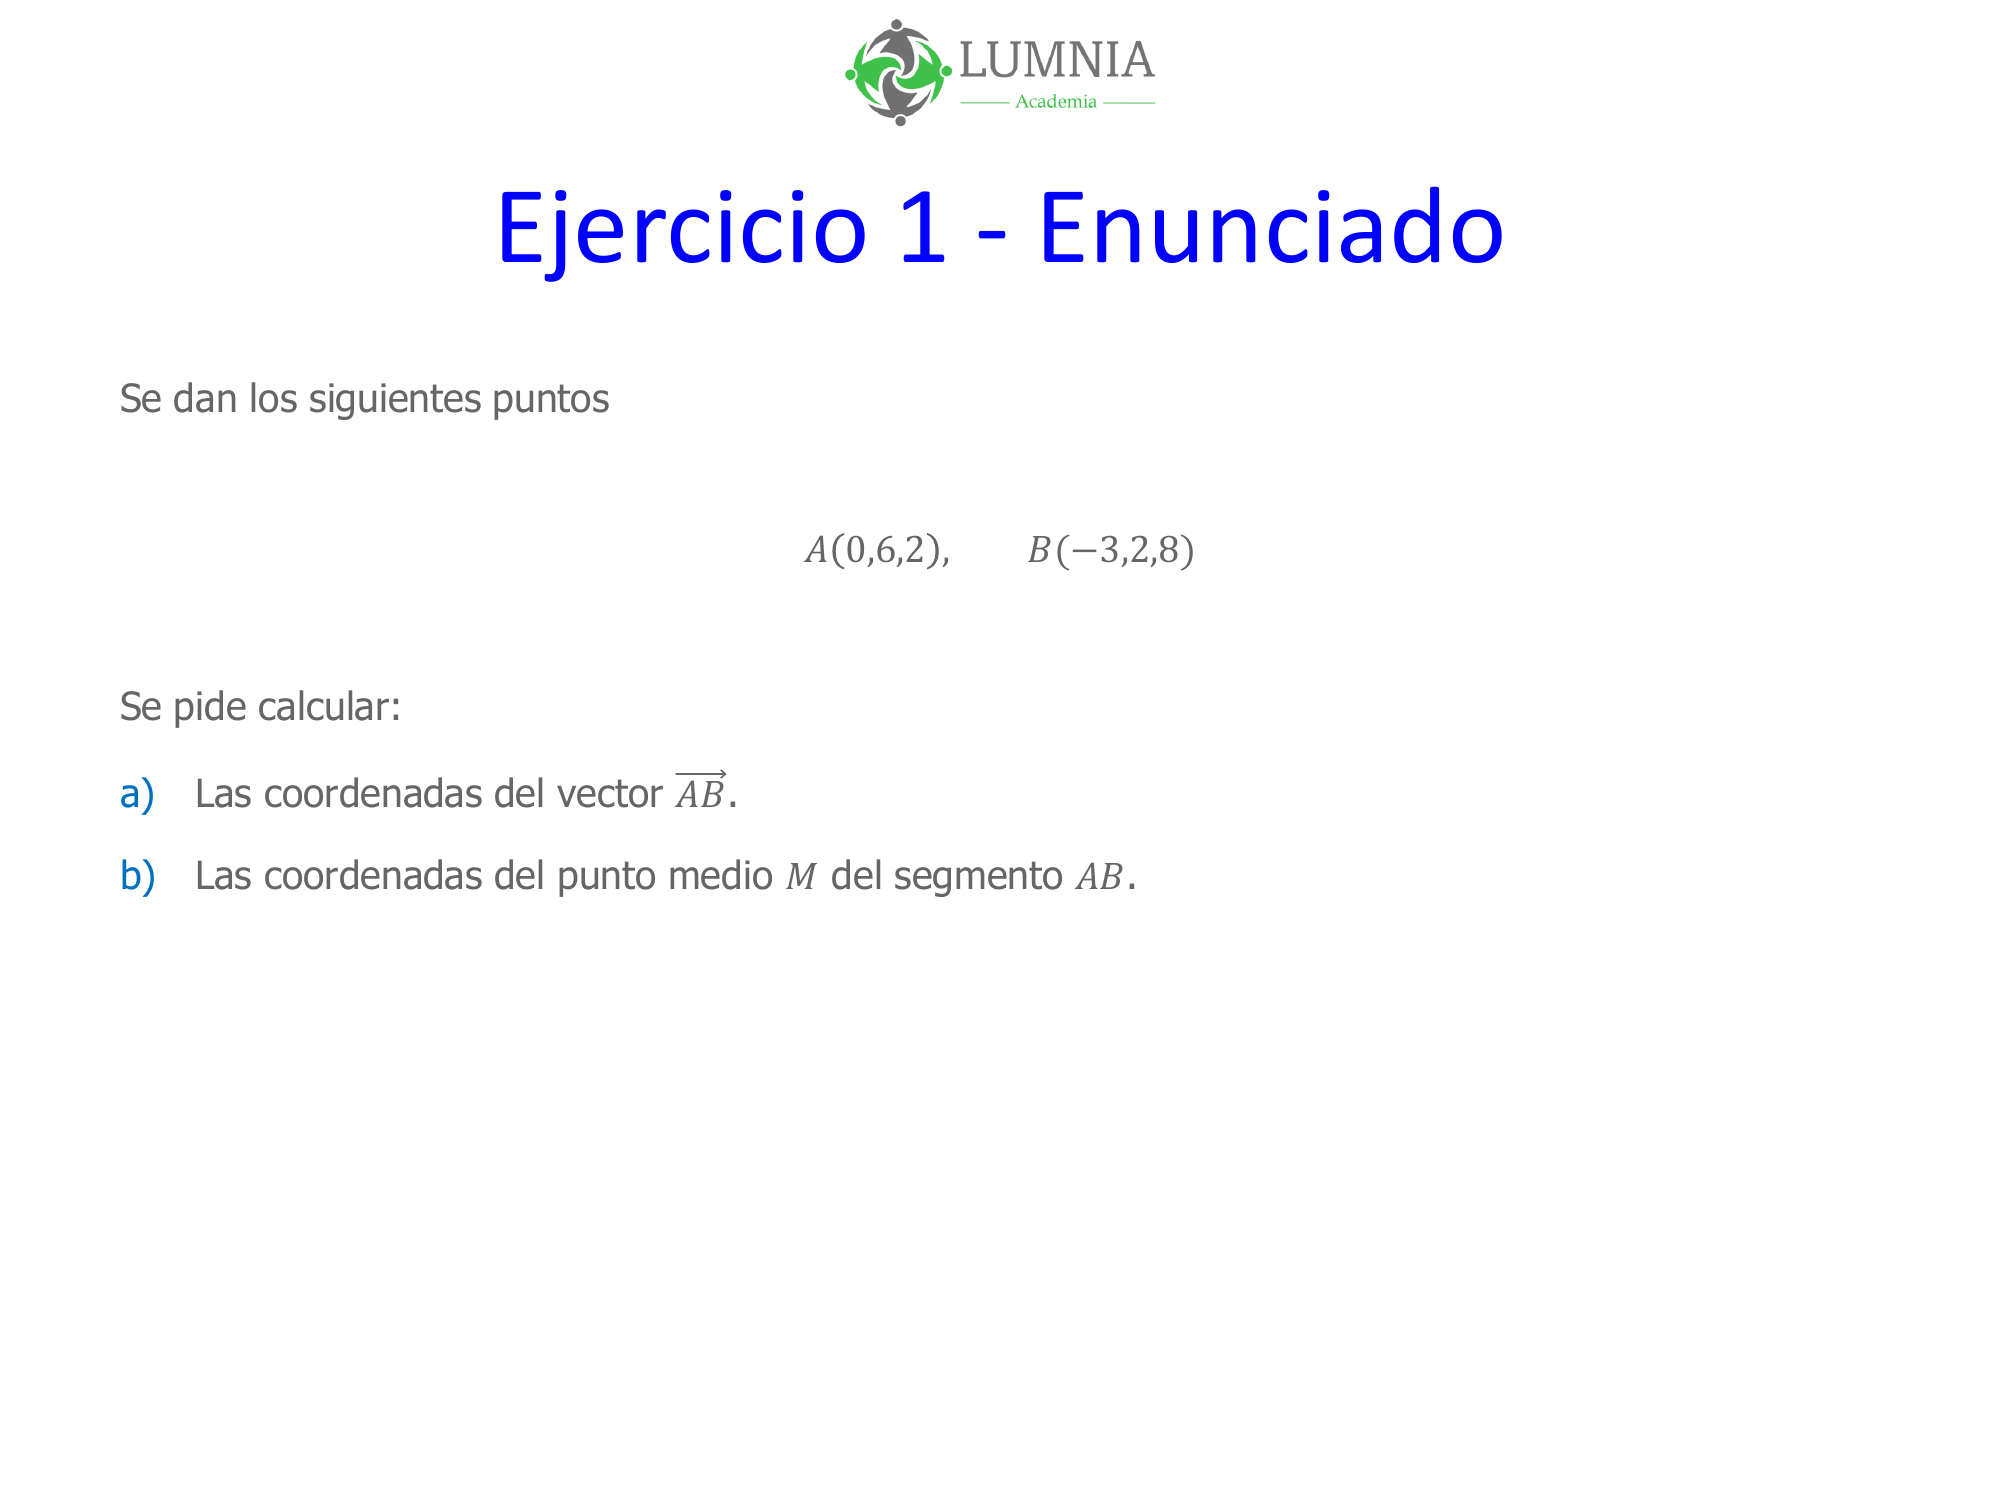 LUMNIA
Academia
Ejercicio 1 - Enunciado
Se dan los siguientes puntos
A(0,6,2), B(−3,2,8)
Se pide calcular:
a) Las coordenadas del vector \overrightarrow{AB}.
b) Las coordenadas del punto medio M del segmento AB.